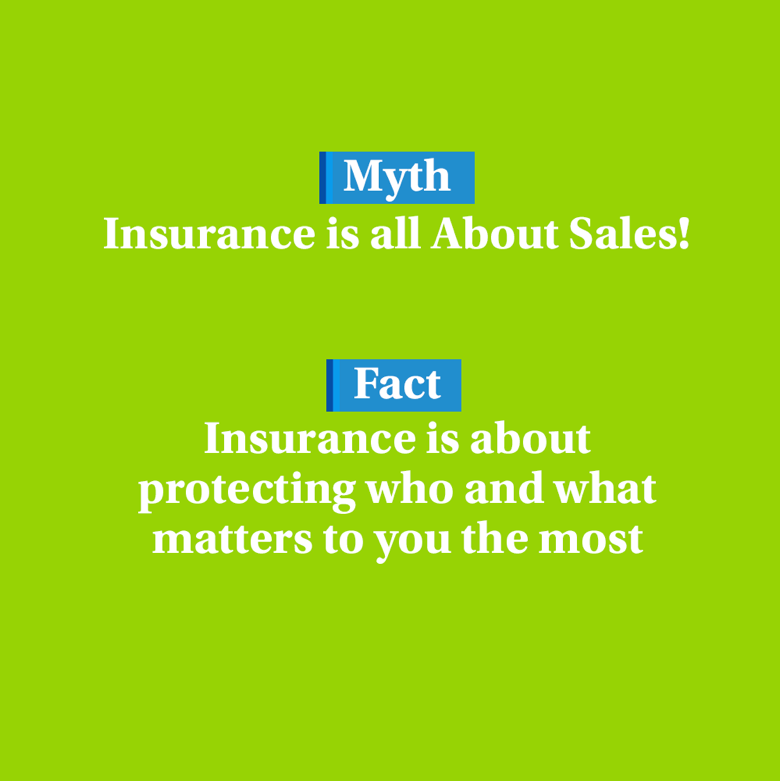 Myth
Insurance is all About Sales!
Fact
Insurance is about
protecting who and what
matters to you the most